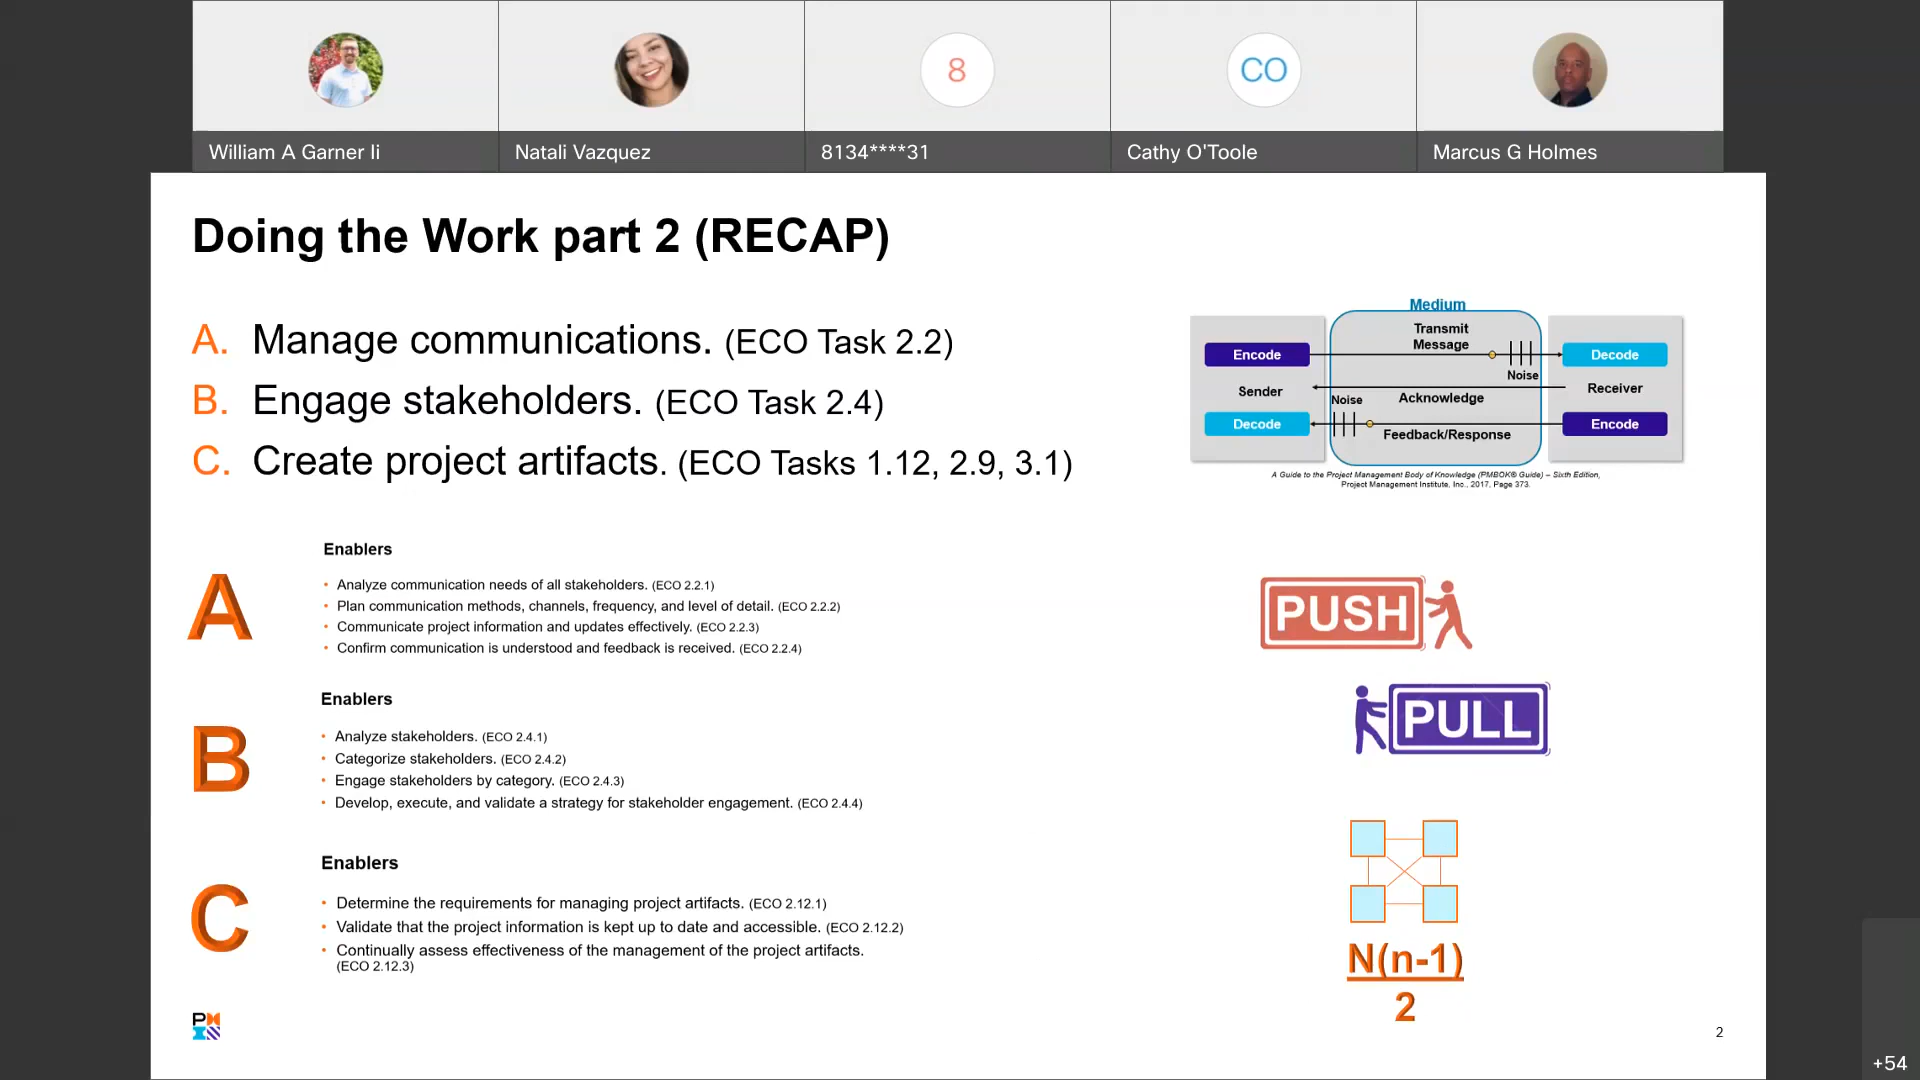 8
CO
William A Garner Ii
Natali Vazquez
8134****31
Cathy O'Toole
Marcus G Holmes
Doing the Work part 2 (RECAP)
A. Manage communications. (ECO Task 2.2)
B. Engage stakeholders. (ECO Task 2.4)
C. Create project artifacts. (ECO Tasks 1.12, 2.9, 3.1)
Medium
Transmit
Message
Encode
Decode
Noise
Sender
Receiver
Acknowledge
Noise
Decode
Encode
Feedback/Response
A Guide to the Project Management Body of Knowledge (PMBOK® Guide) – Sixth Edition,
Project Management Institute, Inc., 2017, Page 373.
A
Enablers
• Analyze communication needs of all stakeholders. (ECO 2.2.1)
• Plan communication methods, channels, frequency, and level of detail. (ECO 2.2.2)
• Communicate project information and updates effectively. (ECO 2.2.3)
• Confirm communication is understood and feedback is received. (ECO 2.2.4)
PUSH
PULL
B
Enablers
• Analyze stakeholders. (ECO 2.4.1)
• Categorize stakeholders. (ECO 2.4.2)
• Engage stakeholders by category. (ECO 2.4.3)
• Develop, execute, and validate a strategy for stakeholder engagement. (ECO 2.4.4)
C
Enablers
• Determine the requirements for managing project artifacts. (ECO 2.12.1)
• Validate that the project information is kept up to date and accessible. (ECO 2.12.2)
• Continually assess effectiveness of the management of the project artifacts.
(ECO 2.12.3)
N(n-1)
2
2
+54